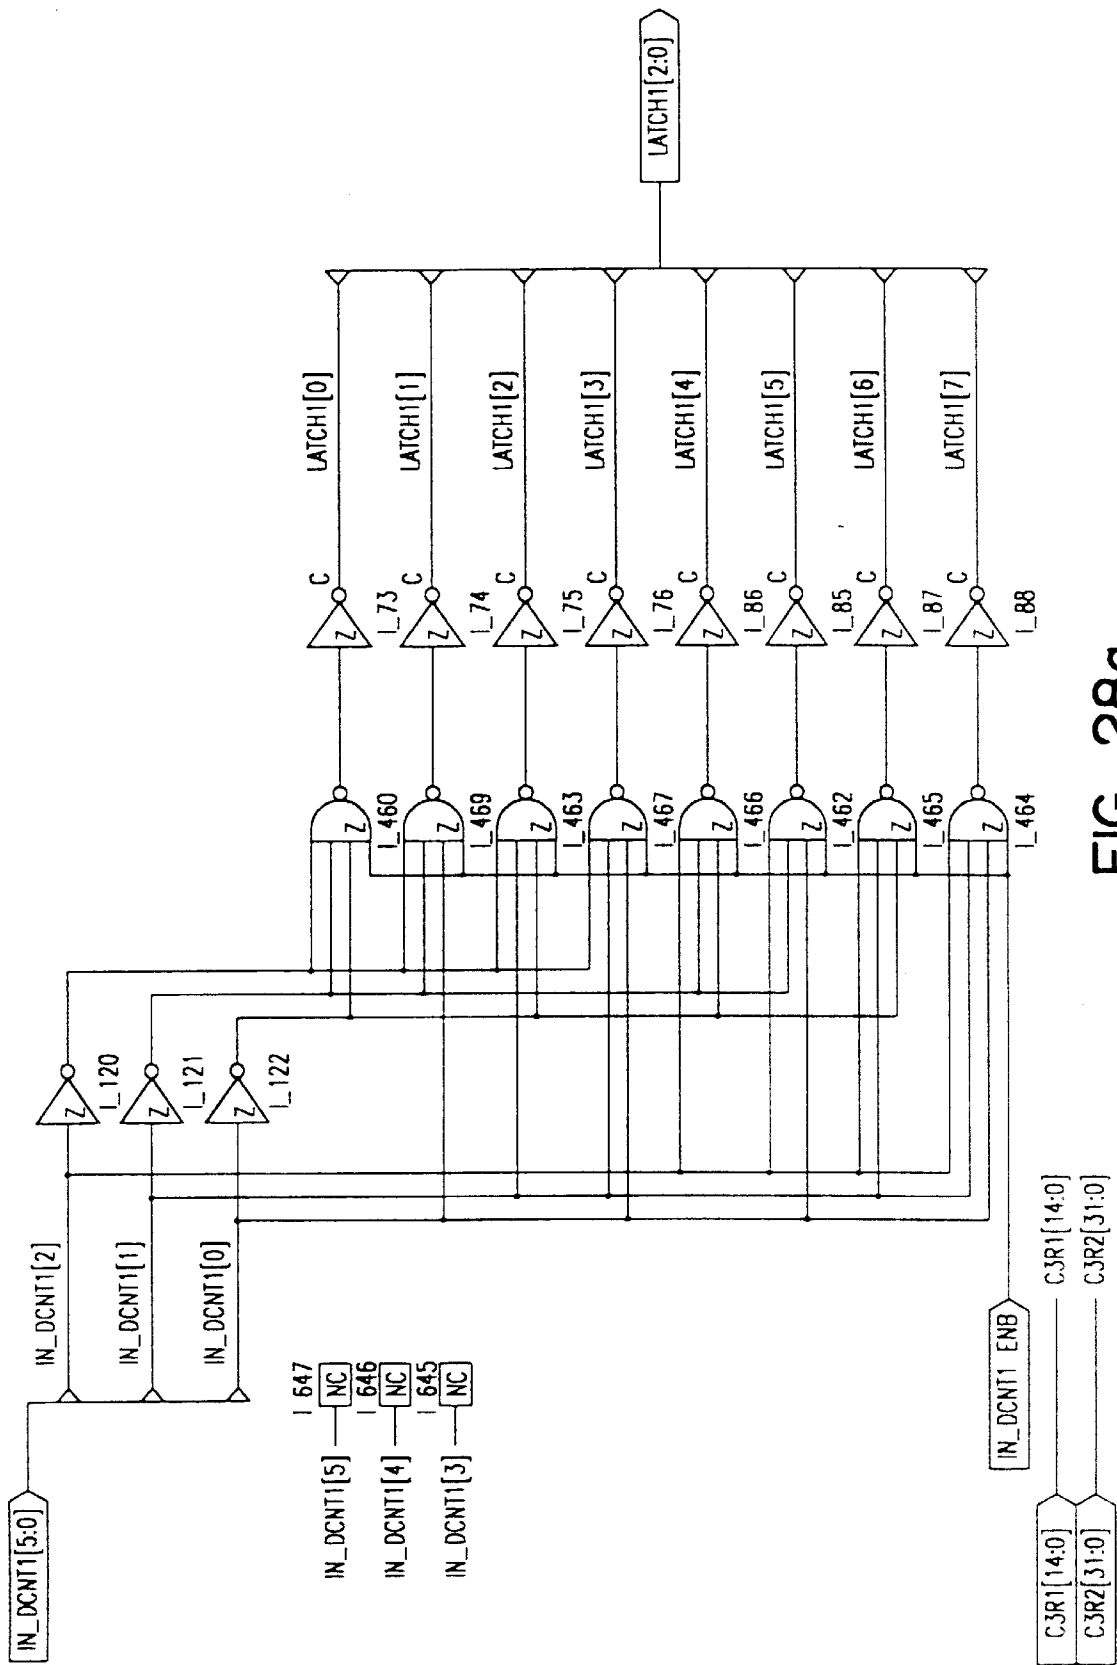 IN_DCNT1[5:0]
IN_DCNT1[2]
IN_DCNT1[1]
IN_DCNT1[0]
Z
I_120
Z
I_121
Z
I_122
I_647
IN_DCNT1[5]
NC
I_646
IN_DCNT1[4]
NC
I_645
IN_DCNT1[3]
NC
Z
I_460
Z
I_469
Z
I_463
Z
I_467
Z
I_466
Z
I_462
Z
I_465
Z
I_464
Z
C
I_73
Z
C
I_74
Z
C
I_75
Z
C
I_76
Z
C
I_86
Z
C
I_85
Z
C
I_87
Z
C
I_88
LATCH1[0]
LATCH1[1]
LATCH1[2]
LATCH1[3]
LATCH1[4]
LATCH1[5]
LATCH1[6]
LATCH1[7]
LATCH1[2:0]
IN_DCNT1 ENB
C3R1[14:0]
C3R1[14:0]
C3R2[31:0]
C3R2[31:0]
FIG.